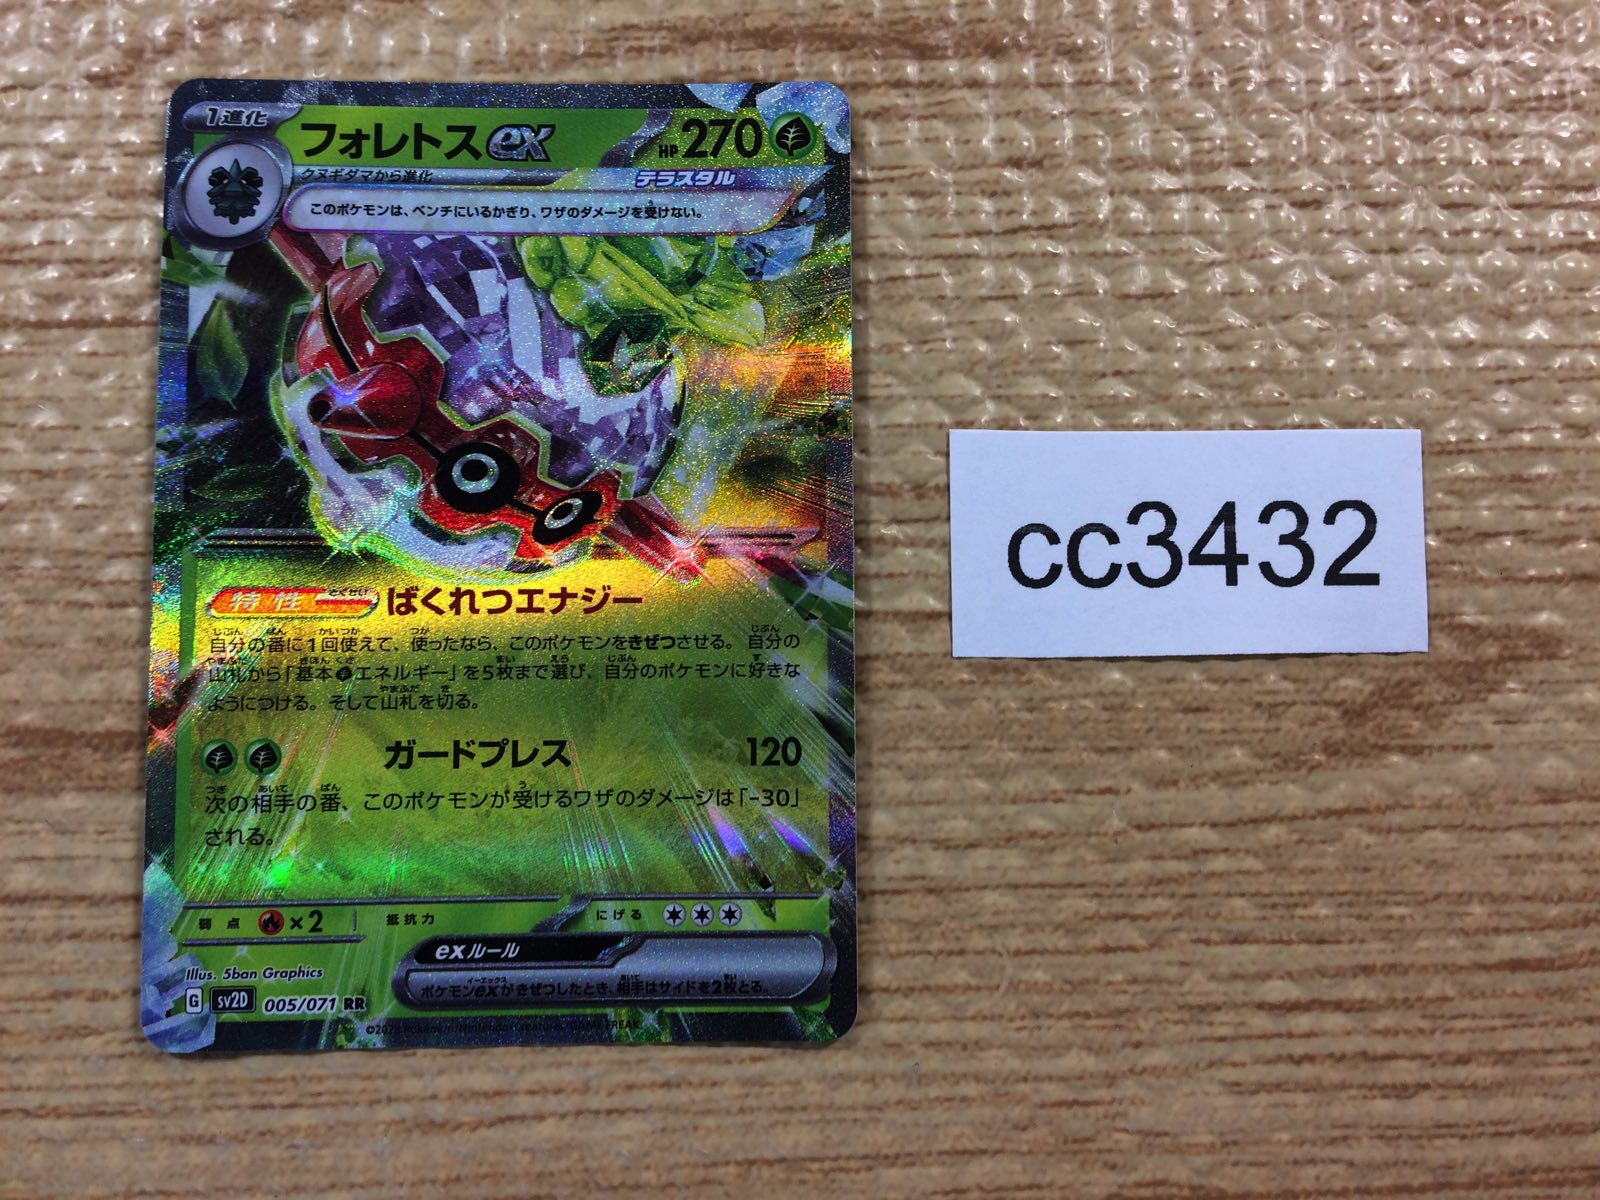 1進化
フォレトスex
HP 270
クヌギダマから進化
テラスタル
このポケモンは、ベンチにいるかぎり、ワザのダメージを受けない。
特性 ばくれつエナジー
自分の番に1回使えて、使ったなら、このポケモンをきぜつさせる。自分の
山札から「基本エネルギー」を5枚まで選び、自分のポケモンに好きな
ようにつける。そして山札を切る。
ガードプレス 120
次の相手の番、このポケモンが受けるワザのダメージは「-30」
される。
弱点 ×2 抵抗力 にげる
exルール
ポケモンexがきぜつしたとき、相手はサイドを2枚とる。
Illus. 5ban Graphics
G sv2D 005/071 RR
©2023 Pokémon/Nintendo/Creatures/GAME FREAK
cc3432